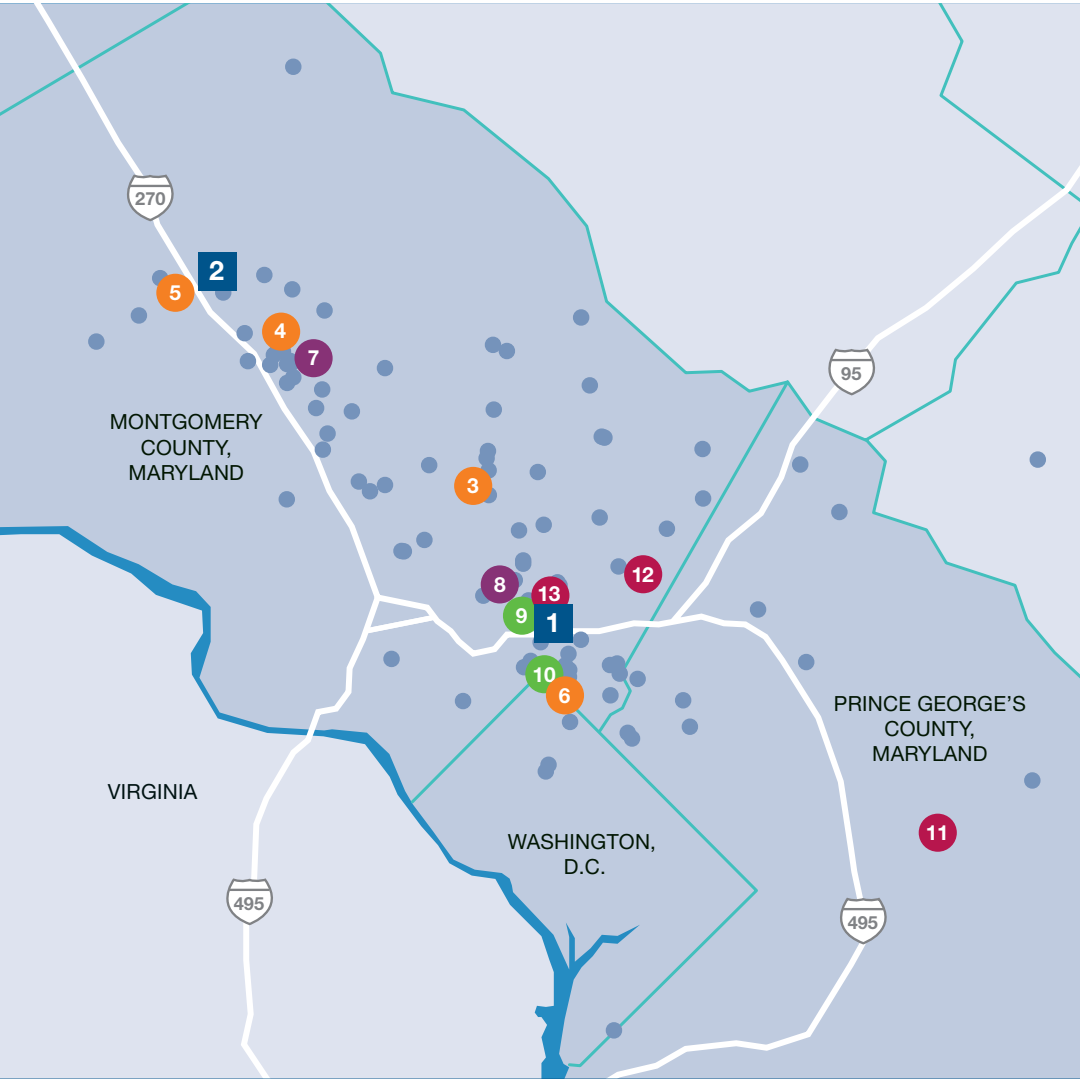 270
2
5
4
7
95
MONTGOMERY
COUNTY,
MARYLAND
3
12
8
13
9
1
10
6
PRINCE GEORGE'S
COUNTY,
MARYLAND
VIRGINIA
11
WASHINGTON,
D.C.
495
495